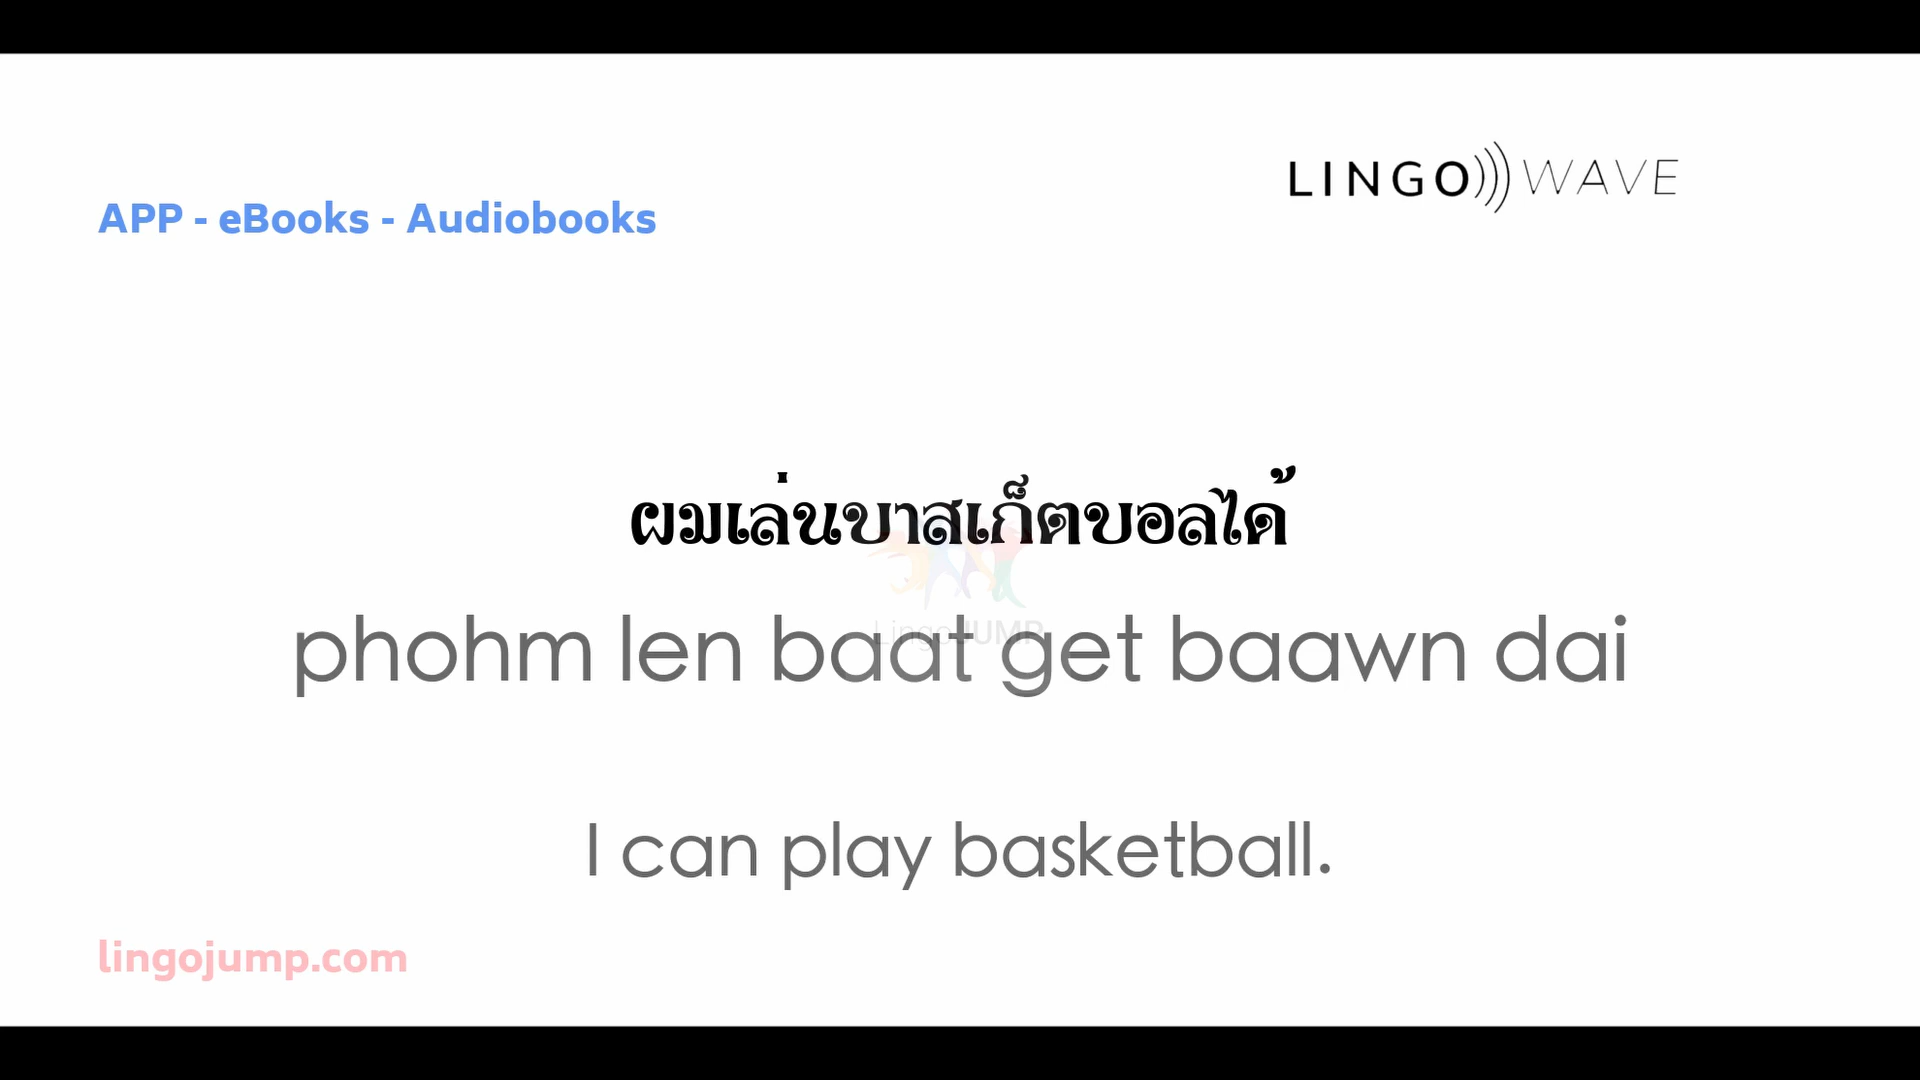 LINGO WAVE
APP - eBooks - Audiobooks
ผมเล่นบาสเก็ตบอลได้
LingoJUMP
phohm len baat get baawn dai
I can play basketball.
lingojump.com